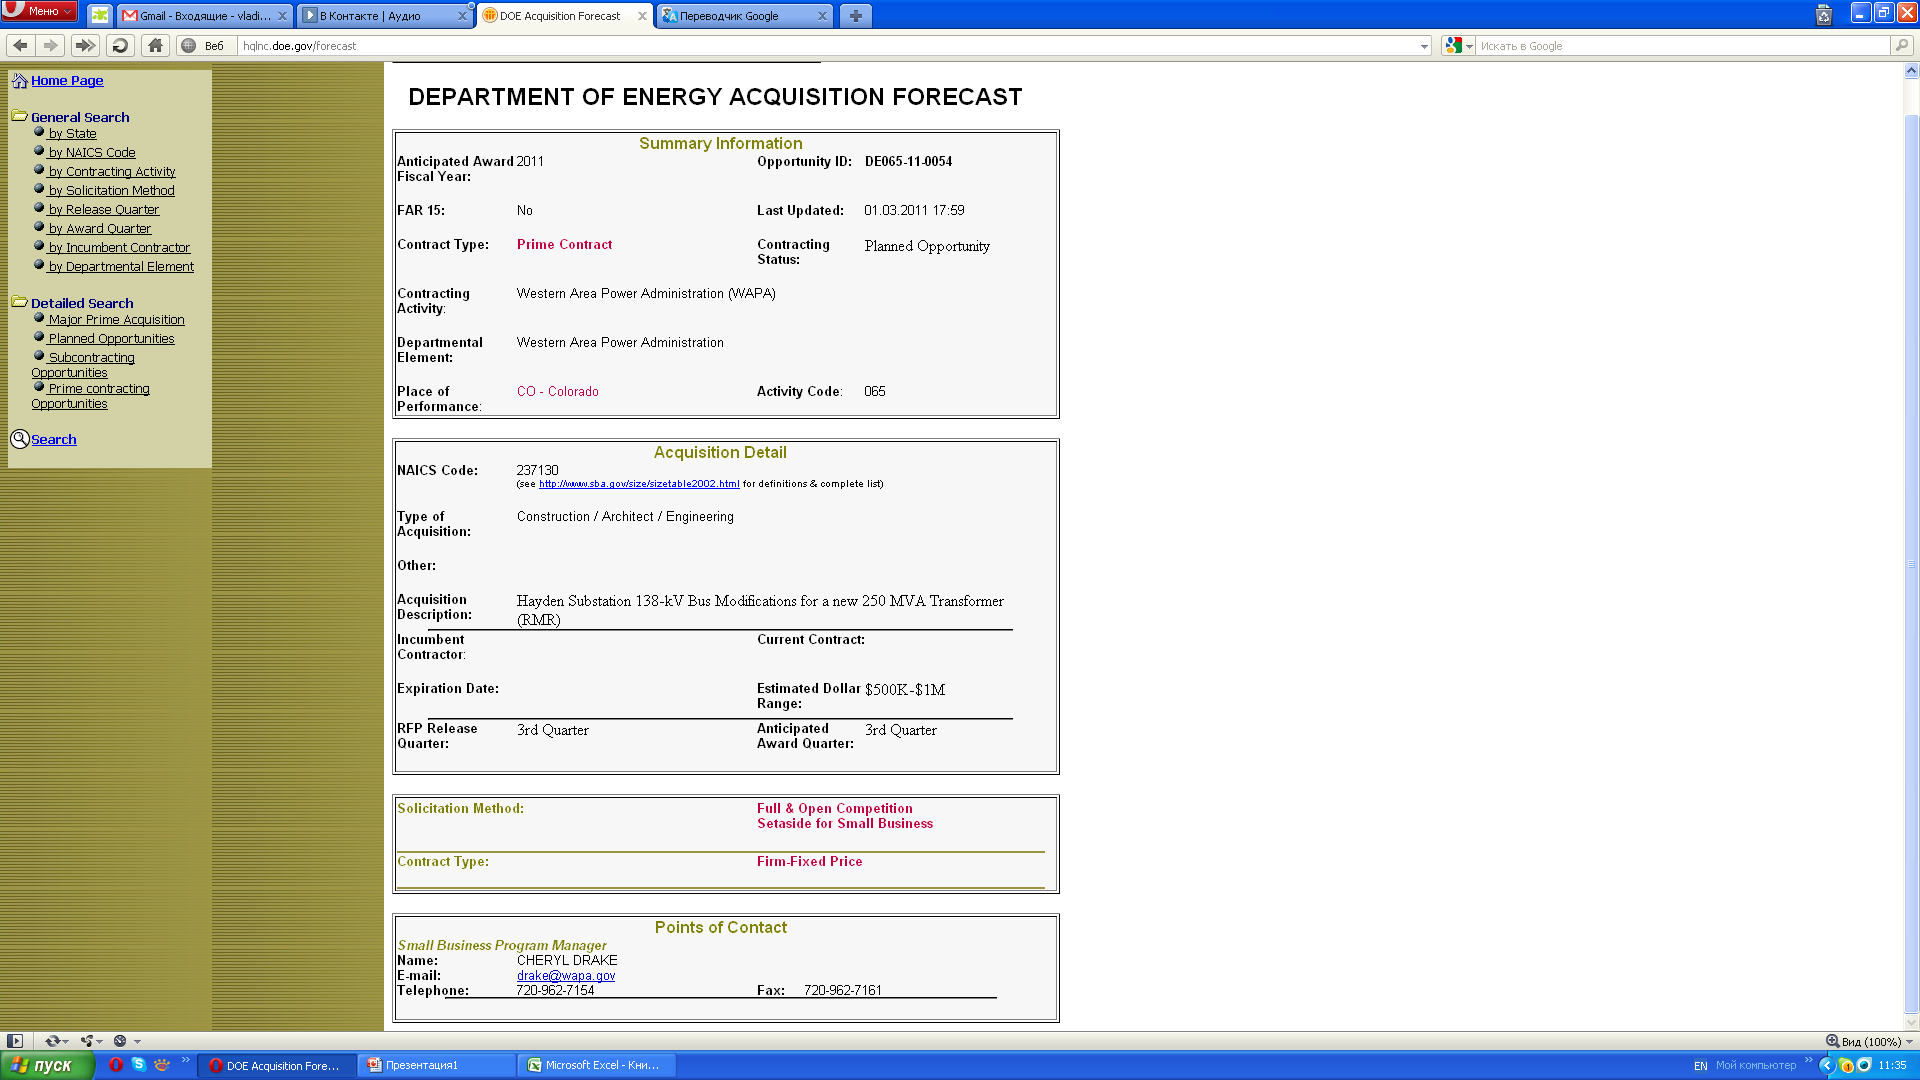 Меню
Gmail - Входящие - vladi...
В Контакте | Аудио
DOE Acquisition Forecast
Переводчик Google
Веб
hqlnc.doe.gov/forecast
Искать в Google
Home Page
General Search
by State
by NAICS Code
by Contracting Activity
by Solicitation Method
by Release Quarter
by Award Quarter
by Incumbent Contractor
by Departmental Element
Detailed Search
Major Prime Acquisition
Planned Opportunities
Subcontracting
Opportunities
Prime contracting
Opportunities
Search
DEPARTMENT OF ENERGY ACQUISITION FORECAST
Summary Information
Anticipated Award 2011 Opportunity ID: DE065-11-0054
Fiscal Year:
FAR 15: No Last Updated: 01.03.2011 17:59
Contract Type: Prime Contract Contracting Planned Opportunity
Status:
Contracting Western Area Power Administration (WAPA)
Activity:
Departmental Western Area Power Administration
Element:
Place of CO - Colorado Activity Code: 065
Performance:
Acquisition Detail
NAICS Code: 237130
(see http://www.sba.gov/size/sizetable2002.html for definitions & complete list)
Type of Construction / Architect / Engineering
Acquisition:
Other:
Acquisition Hayden Substation 138-kV Bus Modifications for a new 250 MVA Transformer
Description: (RMR)
Incumbent Current Contract:
Contractor:
Expiration Date: Estimated Dollar $500K-$1M
Range:
RFP Release 3rd Quarter Anticipated 3rd Quarter
Quarter: Award Quarter:
Solicitation Method: Full & Open Competition
Setaside for Small Business
Contract Type: Firm-Fixed Price
Points of Contact
Small Business Program Manager
Name: CHERYL DRAKE
E-mail: drake@wapa.gov
Telephone: 720-962-7154 Fax: 720-962-7161
Вид (100%)
пуск
DOE Acquisition Fore...
Презентация1
Microsoft Excel - Кни...
EN
Мой компьютер
11:35